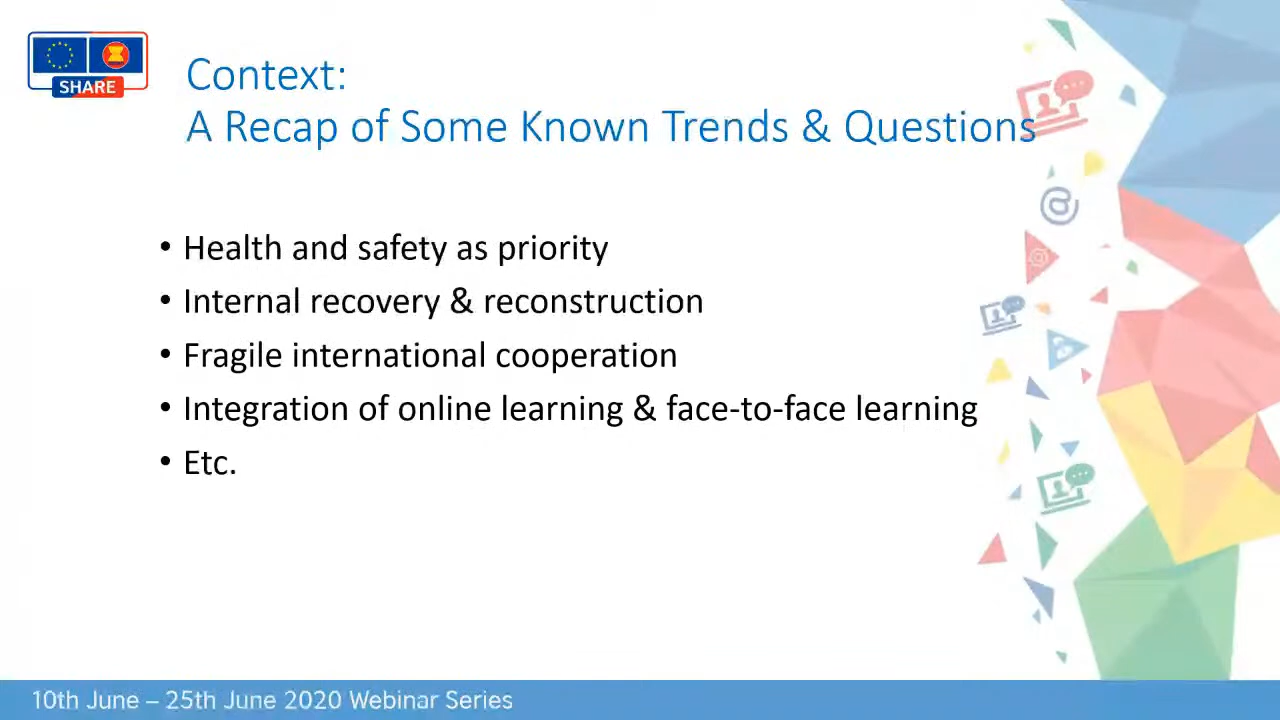 SHARE
Context:
A Recap of Some Known Trends & Questions
• Health and safety as priority
• Internal recovery & reconstruction
• Fragile international cooperation
• Integration of online learning & face-to-face learning
• Etc.
@
10th June – 25th June 2020 Webinar Series